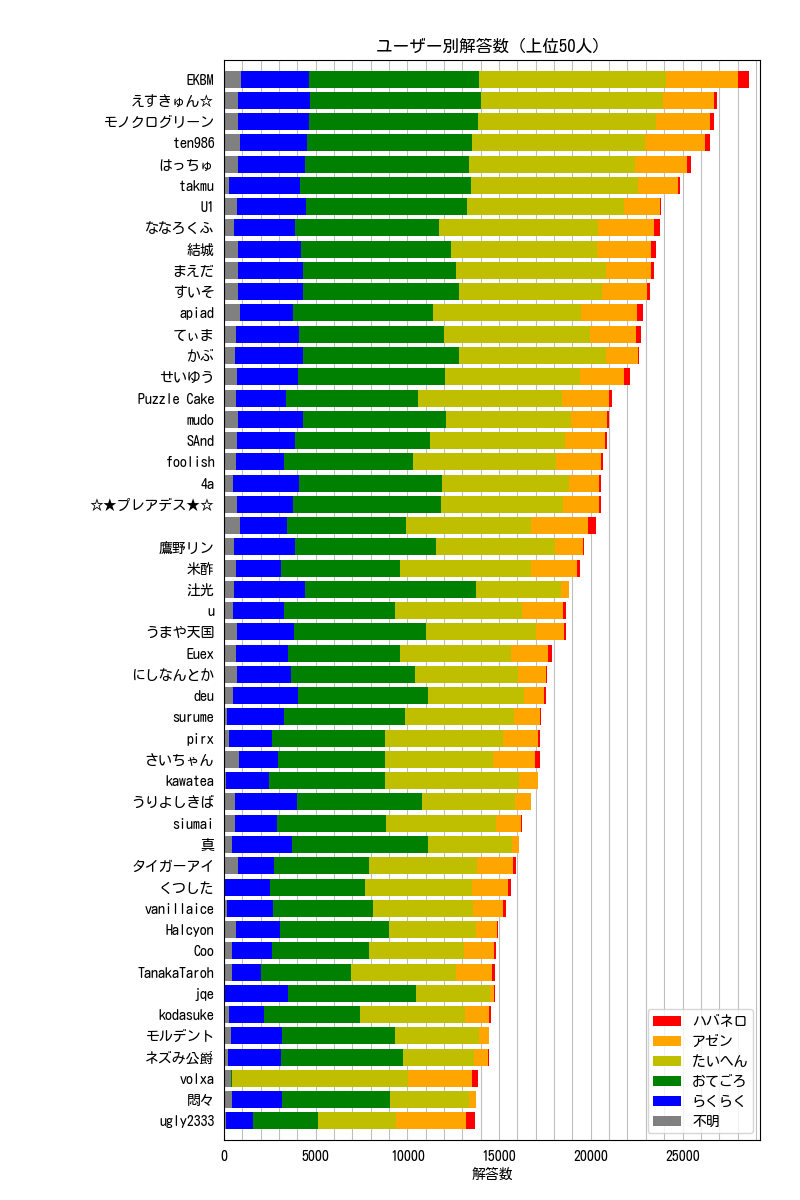 ユーザー別解答数 (上位50人)
EKBM
えすきゅん☆
モノクログリーン
ten986
はっちゅ
takmu
U1
ななろくふ
結城
まえだ
すいそ
apiad
てぃま
かぶ
せいゆう
Puzzle Cake
mudo
SAnd
foolish
4a
☆★プレアデス★☆
鷹野リン
米酢
汢光
u
うまや天国
Euex
にしなんとか
deu
surume
pirx
さいちゃん
kawatea
うりよしきば
siumai
真
タイガーアイ
くつした
vanillaice
Halcyon
Coo
TanakaTaroh
jqe
kodasuke
モルデント
ネズみ公爵
volxa
悶々
ugly2333
ハバネロ
アゼン
たいへん
おてごろ
らくらく
不明
0 5000 10000 15000 20000 25000
解答数